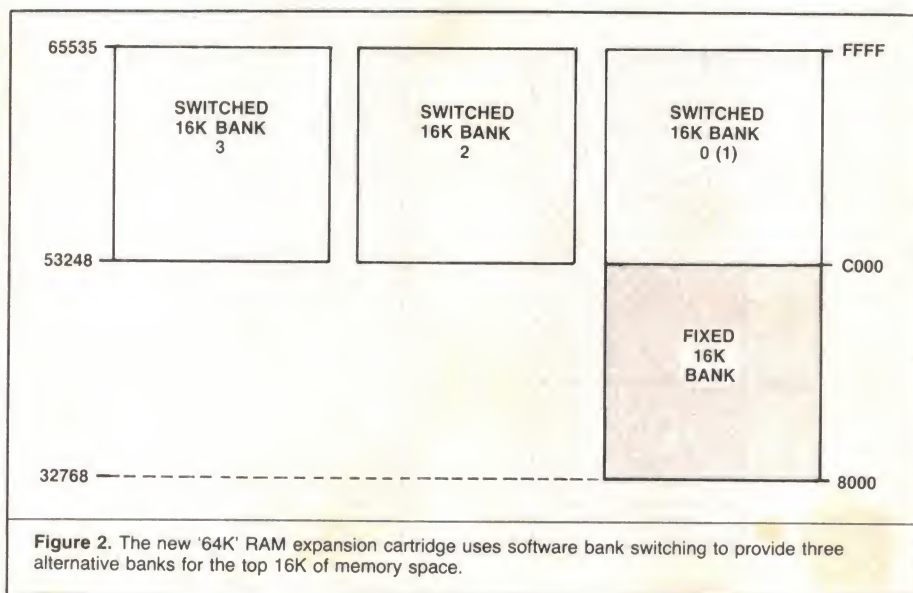 65535
FFFF
SWITCHED
16K BANK
3
SWITCHED
16K BANK
2
SWITCHED
16K BANK
0 (1)
53248
C000
FIXED
16K
BANK
32768
8000
Figure 2. The new '64K' RAM expansion cartridge uses software bank switching to provide three
alternative banks for the top 16K of memory space.